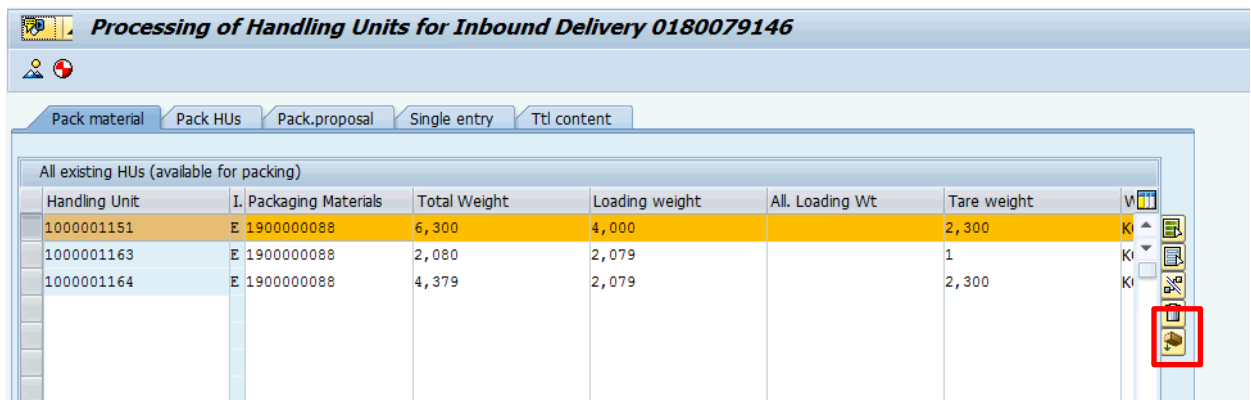 Processing of Handling Units for Inbound Delivery 0180079146
Pack material Pack HUs Pack.proposal Single entry Ttl content
All existing HUs (available for packing)
Handling Unit I. Packaging Materials Total Weight Loading weight All. Loading Wt Tare weight
1000001151 E 1900000088 6,300 4,000 2,300
1000001163 E 1900000088 2,080 2,079 1
1000001164 E 1900000088 4,379 2,079 2,300